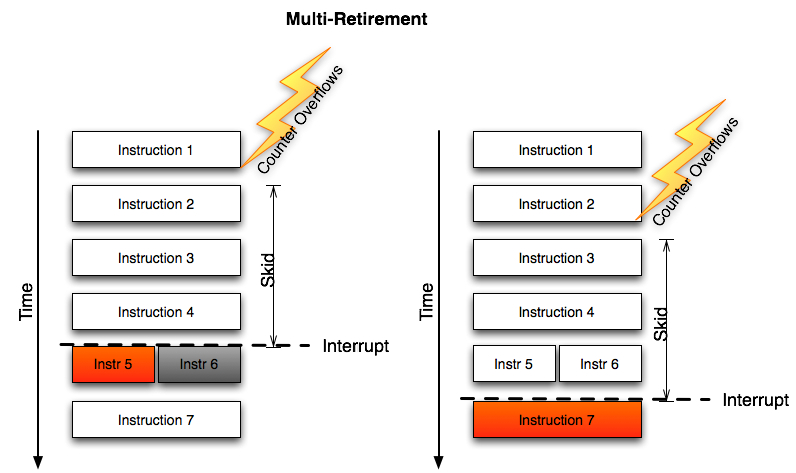 Multi-Retirement
Counter Overflows
Instruction 1
Instruction 2
Instruction 3
Instruction 4
Skid
Time
Interrupt
Instr 5
Instr 6
Instruction 7
Counter Overflows
Instruction 1
Instruction 2
Instruction 3
Instruction 4
Skid
Time
Instr 5
Instr 6
Interrupt
Instruction 7